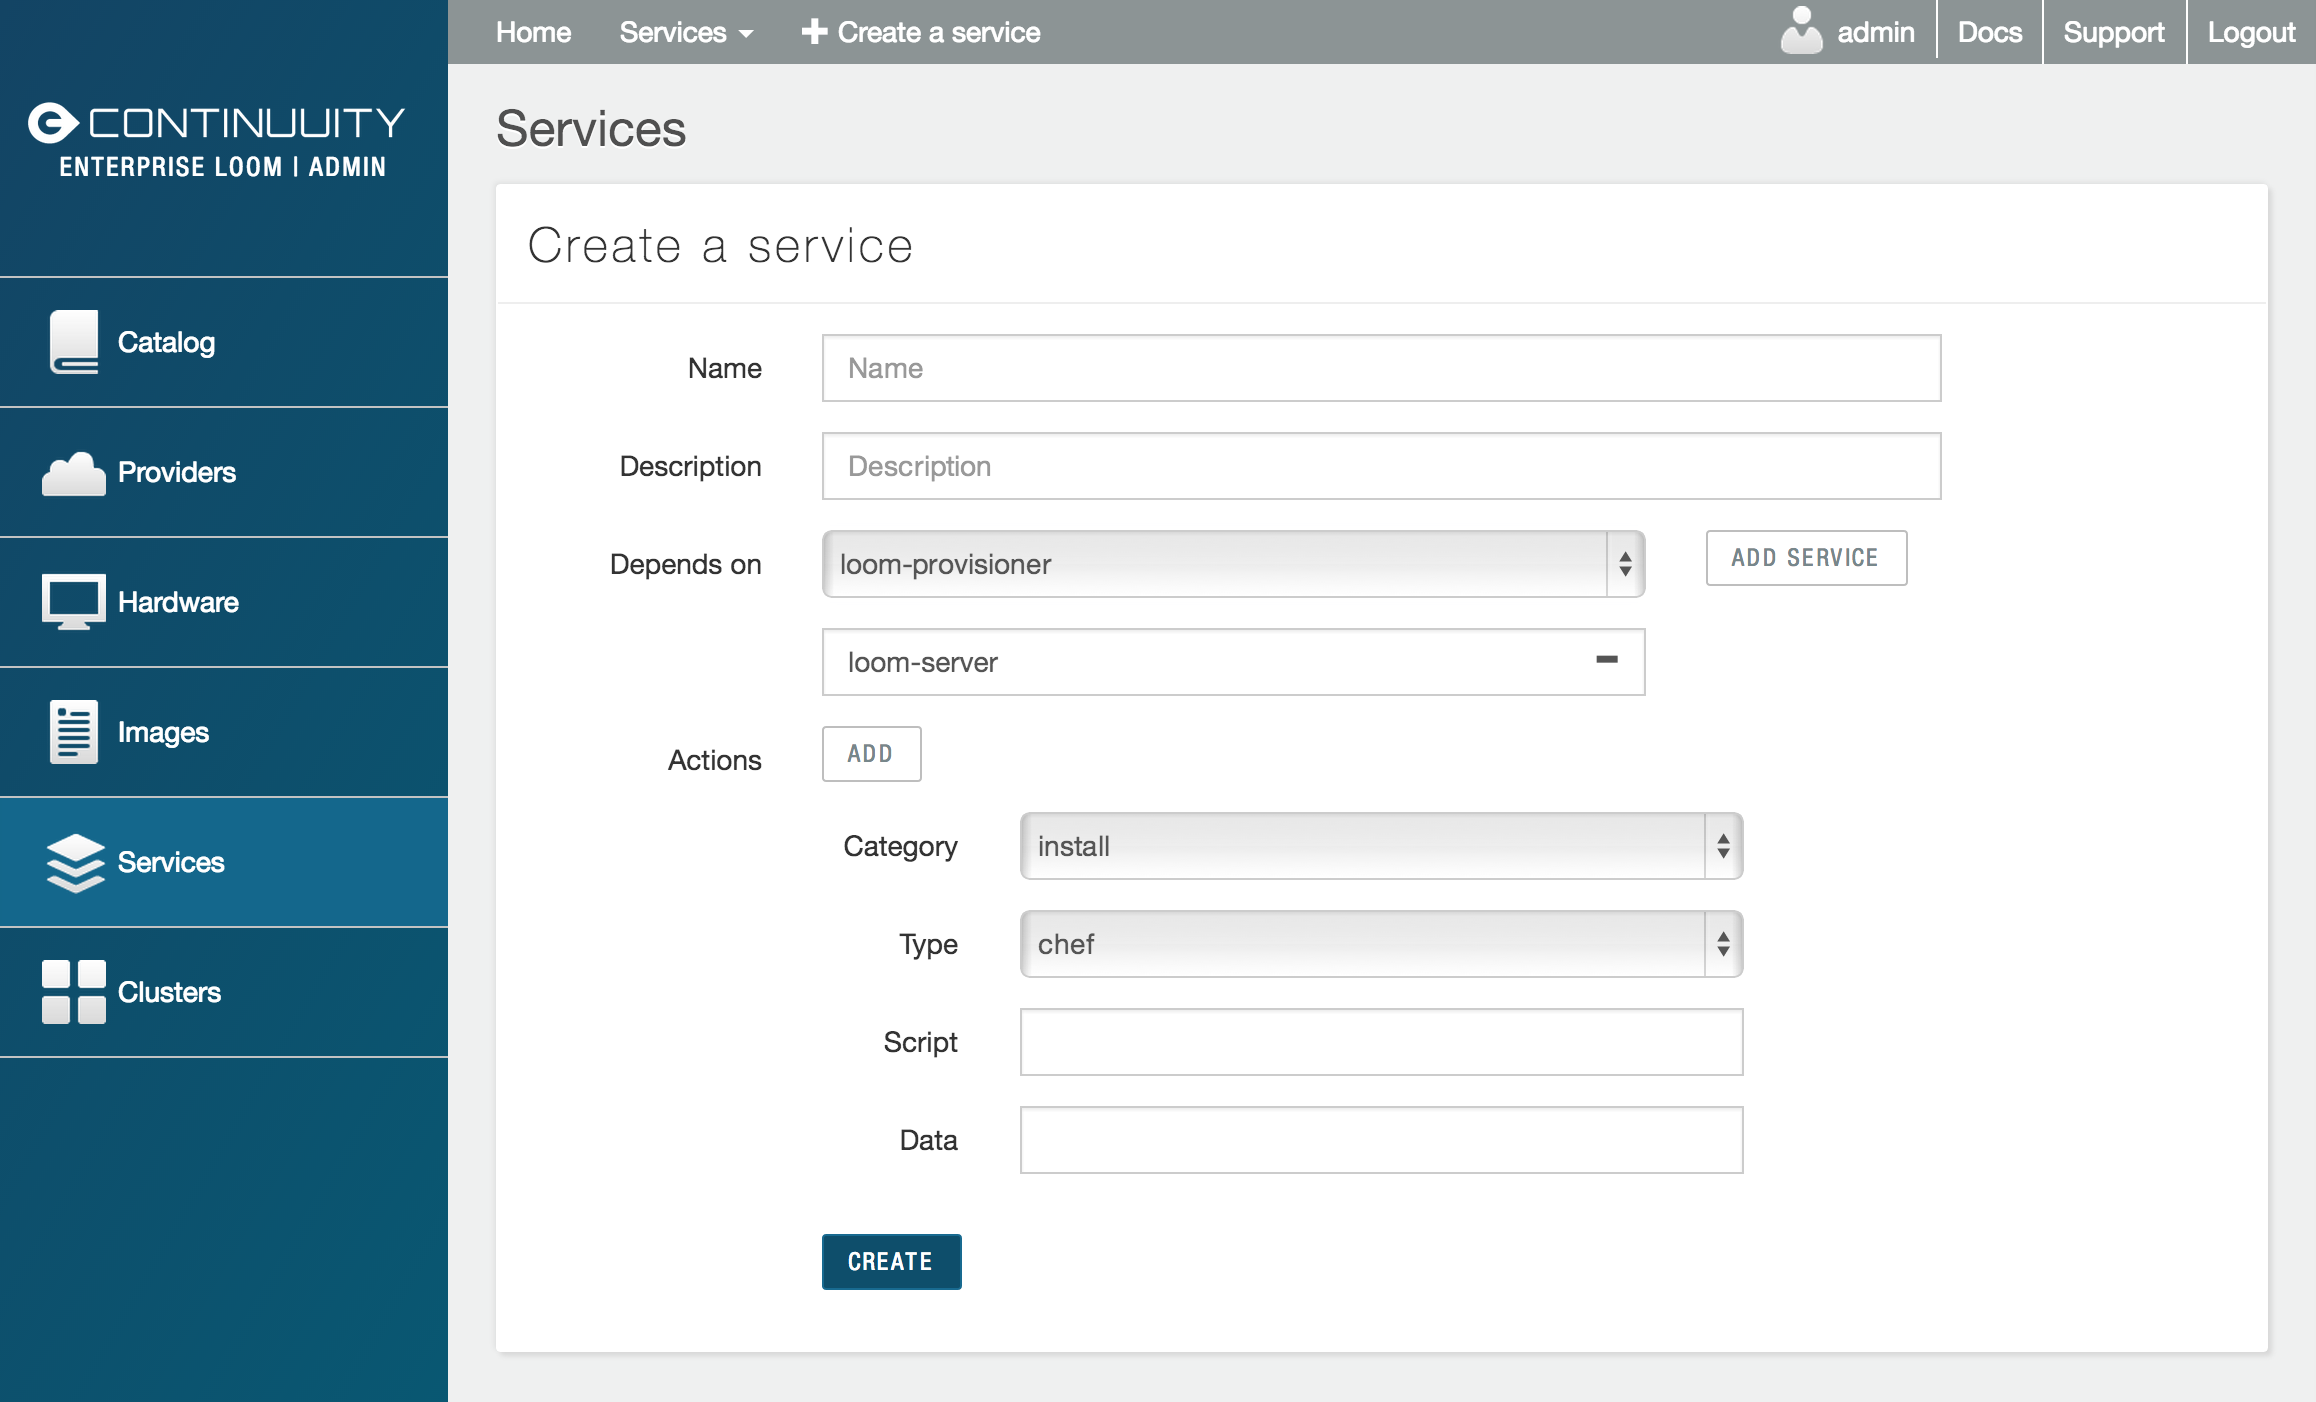 Home Services Create a service admin Docs Support Logout
CONTINUUITY
ENTERPRISE LOOM | ADMIN
Catalog
Providers
Hardware
Images
Services
Clusters
Services
Create a service
Name Name
Description Description
Depends on loom-provisioner ADD SERVICE
loom-server
Actions ADD
Category install
Type chef
Script
Data
CREATE